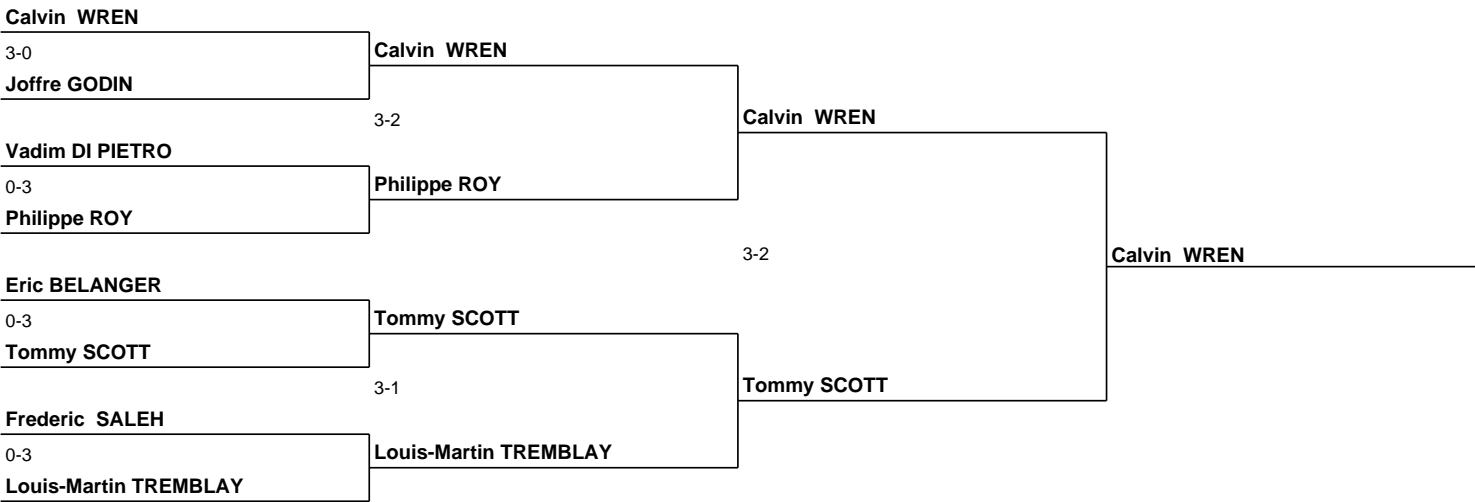 Calvin  WREN
3-0
Joffre GODIN
Calvin  WREN
3-2
Calvin  WREN
Vadim DI PIETRO
0-3
Philippe ROY
Philippe ROY
3-2
Calvin  WREN
Eric BELANGER
0-3
Tommy SCOTT
Tommy SCOTT
3-1
Tommy SCOTT
Frederic  SALEH
0-3
Louis-Martin TREMBLAY
Louis-Martin TREMBLAY